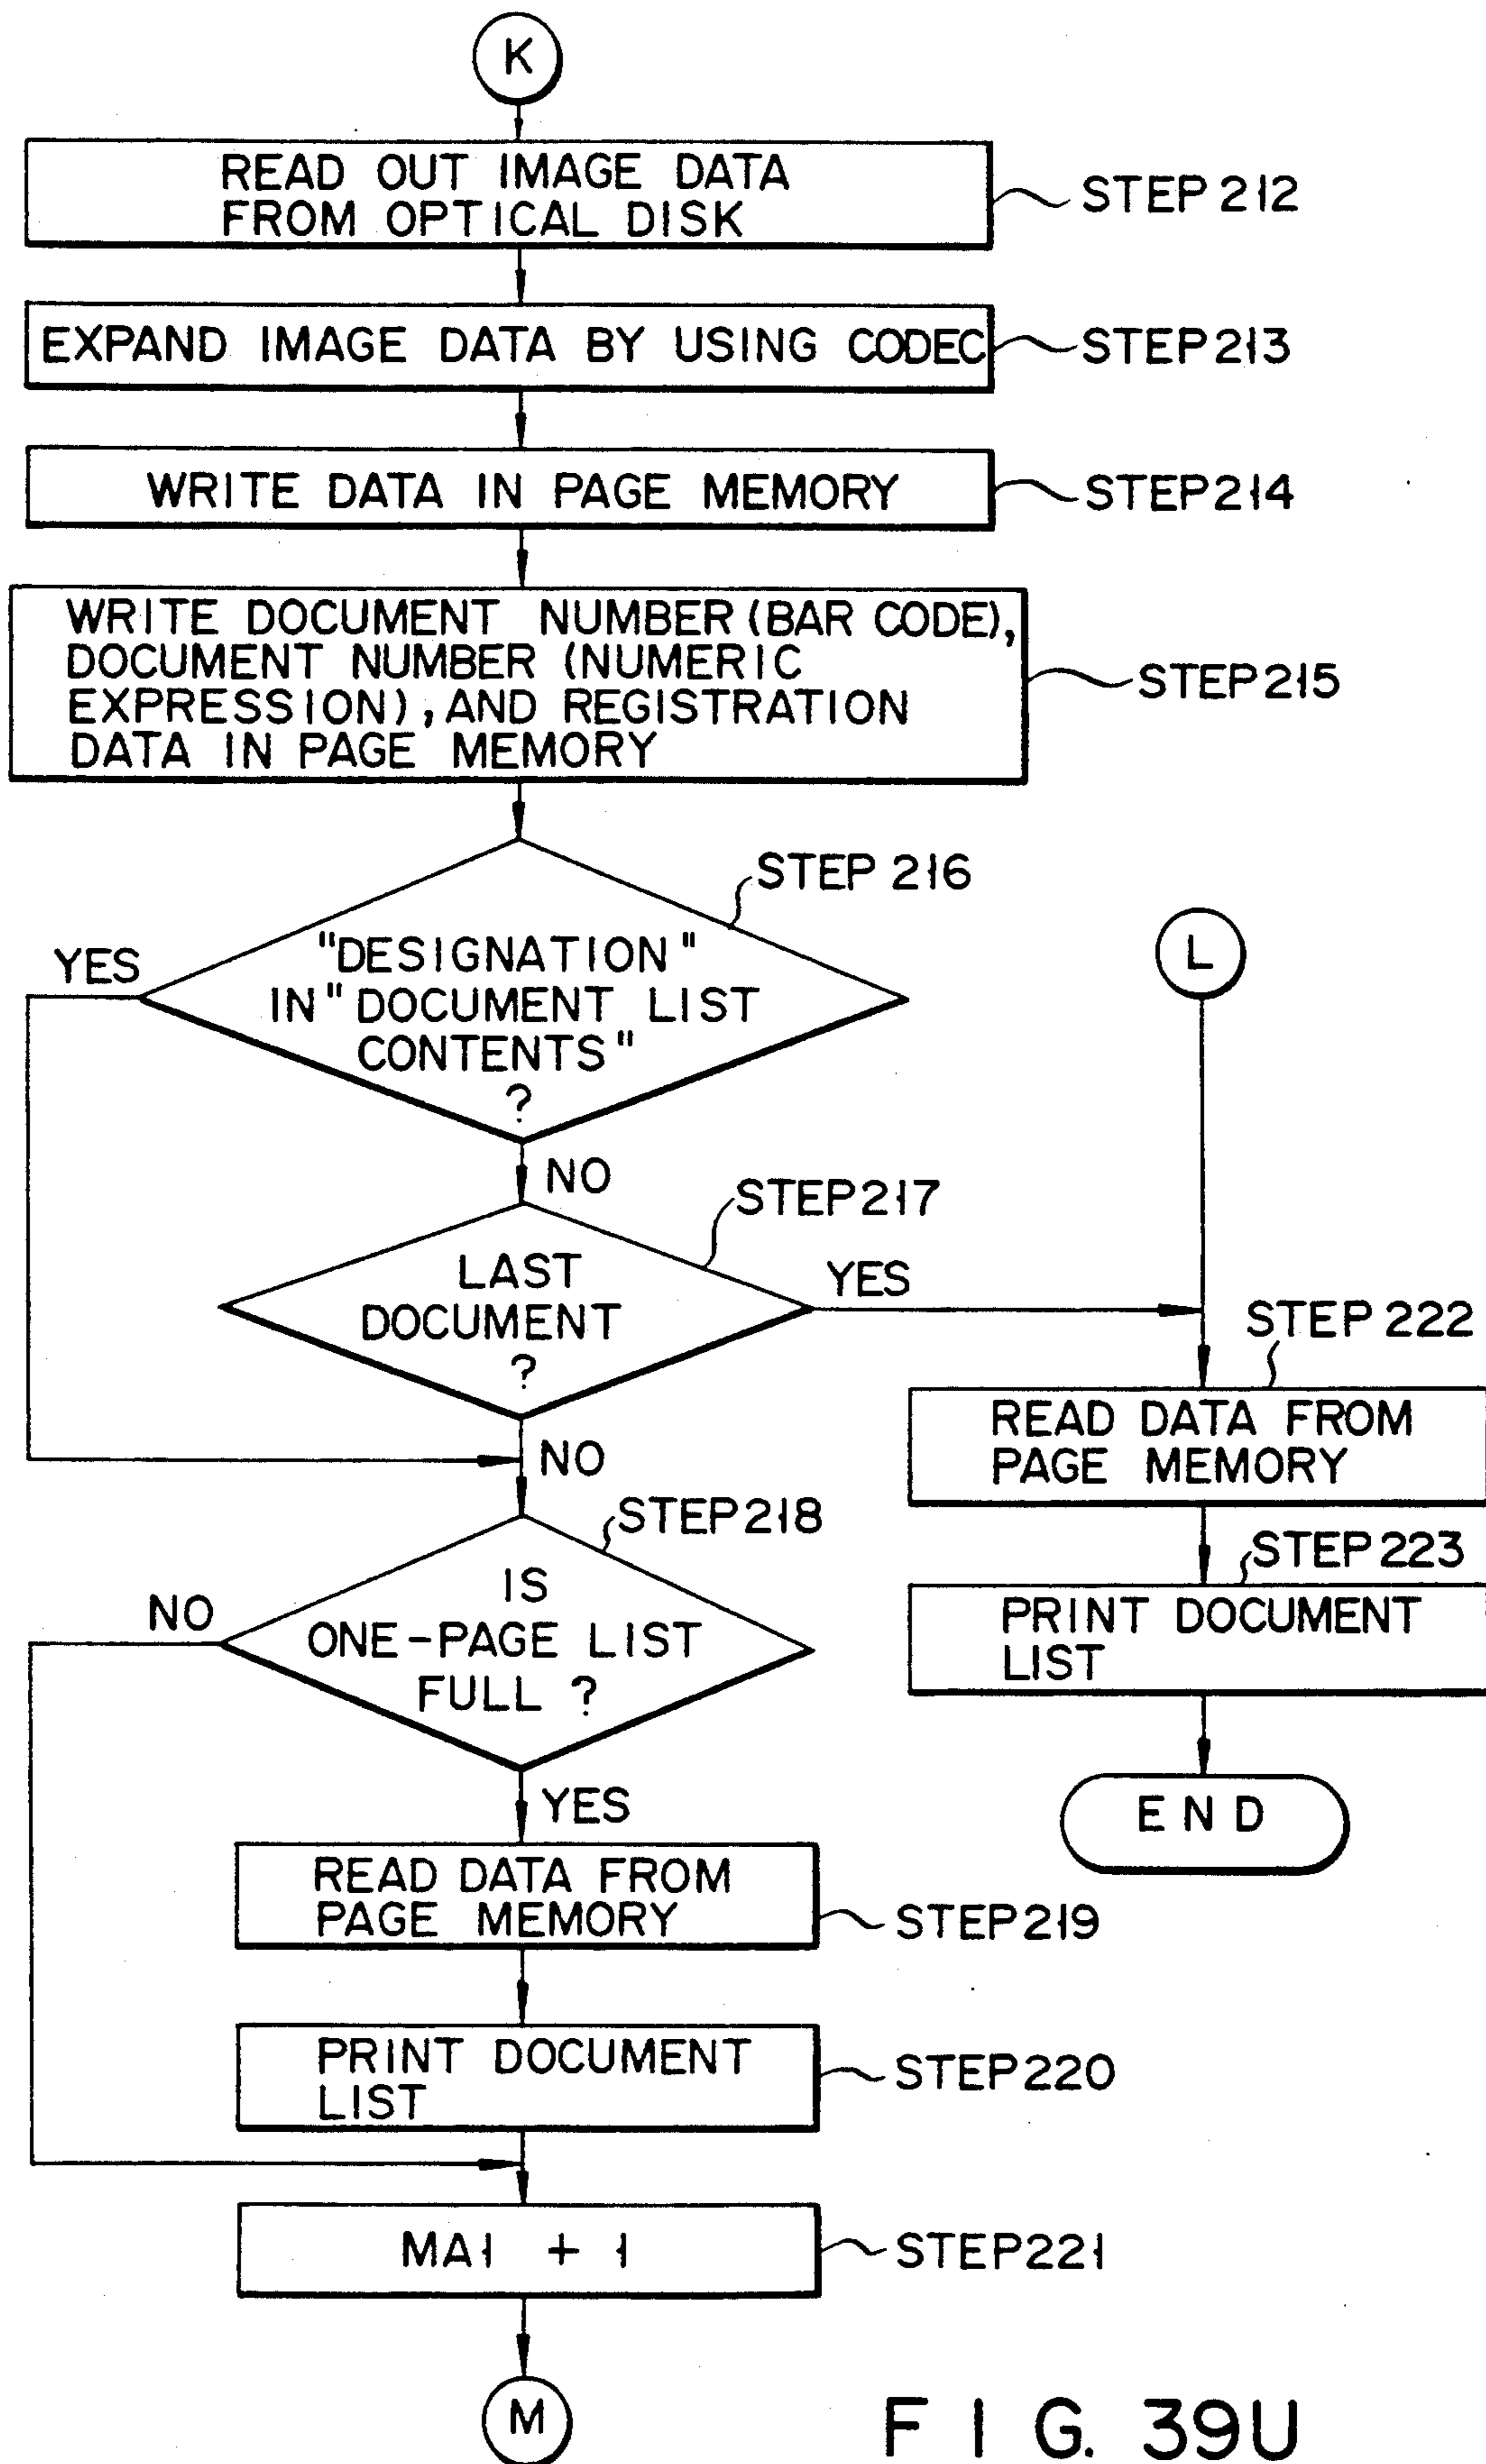 K
READ OUT IMAGE DATA
FROM OPTICAL DISK
STEP 212
EXPAND IMAGE DATA BY USING CODEC
STEP 213
WRITE DATA IN PAGE MEMORY
STEP 214
WRITE DOCUMENT NUMBER (BAR CODE),
DOCUMENT NUMBER (NUMERIC
EXPRESSION), AND REGISTRATION
DATA IN PAGE MEMORY
STEP 215
STEP 216
"DESIGNATION"
IN "DOCUMENT LIST
CONTENTS"
?
YES
NO
L
STEP 217
LAST
DOCUMENT
?
YES
NO
STEP 222
READ DATA FROM
PAGE MEMORY
STEP 218
IS
ONE-PAGE LIST
FULL ?
NO
YES
STEP 223
PRINT DOCUMENT
LIST
END
READ DATA FROM
PAGE MEMORY
STEP 219
PRINT DOCUMENT
LIST
STEP 220
MA1 + 1
STEP 221
M
FIG. 39U